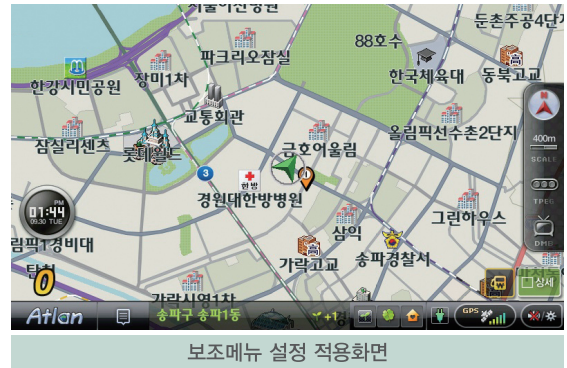 둔촌주공4단
88호수
파크리오잠실
한국체육대
동북고교
한강시민공원
장미1차
교통회관
400m
SCALE
잠실리센츠
롯데월드
금호어울림
올림픽선수촌2단지
3
한방
경원대한방병원
TPEG
PM
01:44
09.30 TUE
그린하우스
DMB
림픽1경비대
삼익
가락고교
송파경찰서
탄천
0
상세
가락시영1차
Atlan
송파구 송파1동
+1
GPS
보조메뉴 설정 적용화면